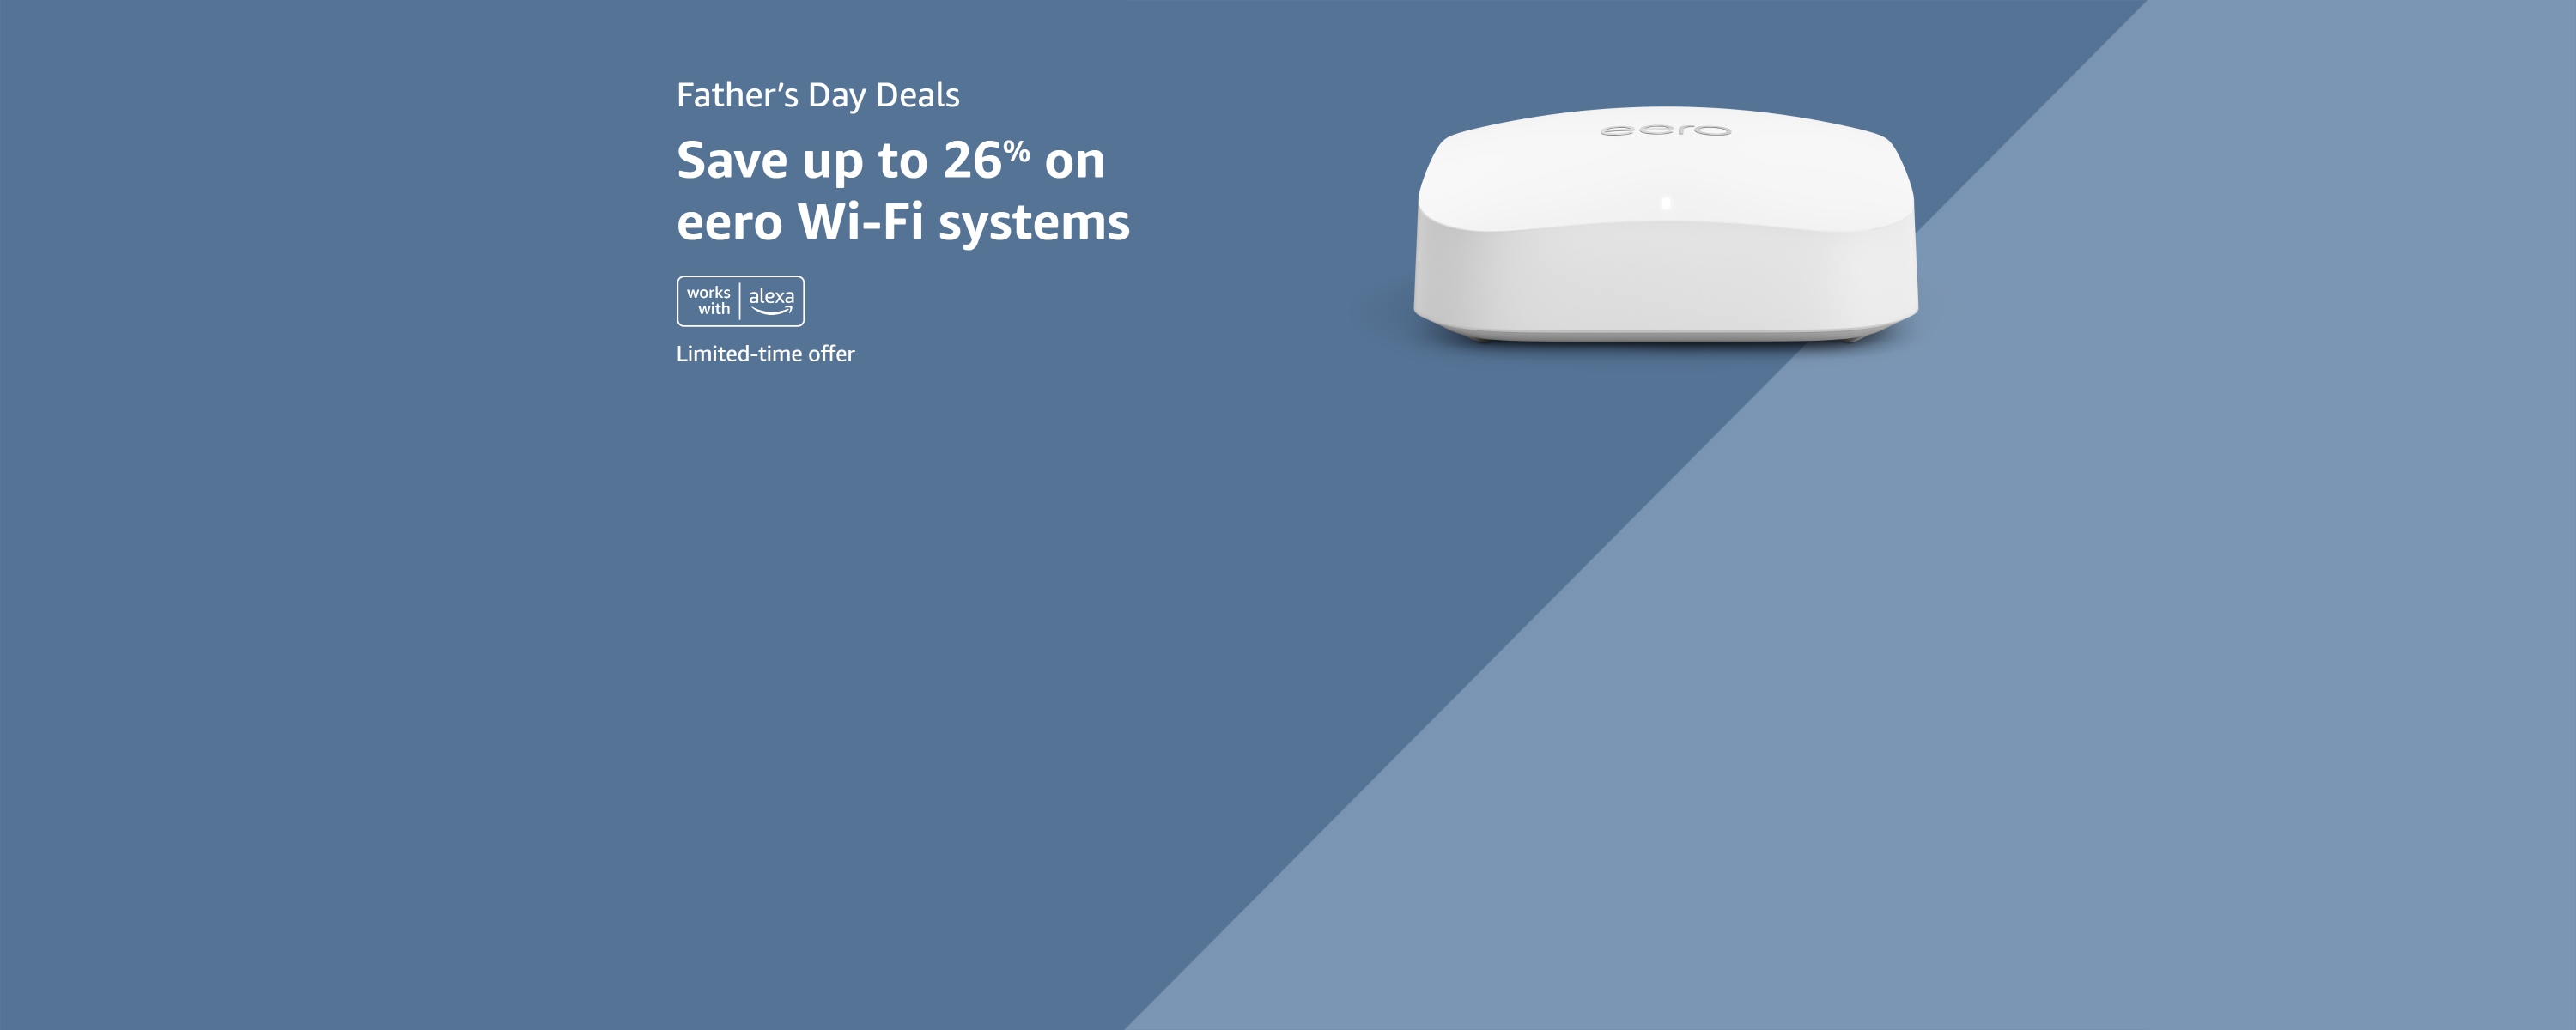 Father’s Day Deals
Save up to 26% on
eero Wi-Fi systems
works with | alexa
Limited-time offer
eero